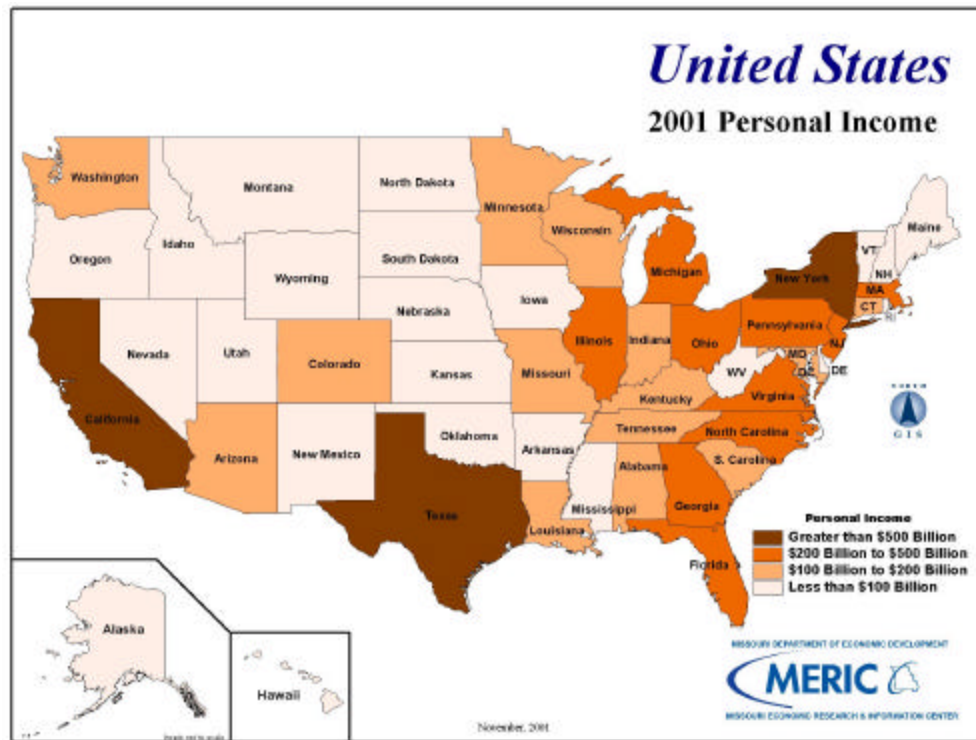 United States
2001 Personal Income
Washington
Montana
North Dakota
Minnesota
Maine
VT
NH
Oregon
Idaho
Wyoming
South Dakota
Wisconsin
Michigan
New York
MA
CT
RI
Nevada
Utah
Colorado
Nebraska
Iowa
Illinois
Indiana
Ohio
Pennsylvania
NJ
MD
DE
DC
WV
Virginia
California
Kansas
Missouri
Kentucky
Arizona
New Mexico
Oklahoma
Arkansas
Tennessee
North Carolina
S. Carolina
Texas
Louisiana
Mississippi
Alabama
Georgia
Florida
NORTH
GIS
Personal Income
Greater than $500 Billion
$200 Billion to $500 Billion
$100 Billion to $200 Billion
Less than $100 Billion
Alaska
Hawaii
November, 2001
MISSOURI DEPARTMENT OF ECONOMIC DEVELOPMENT
MERIC
MISSOURI ECONOMIC RESEARCH & INFORMATION CENTER